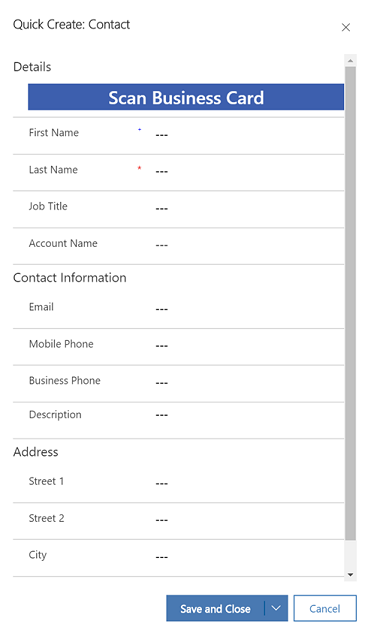 Quick Create: Contact
Details
Scan Business Card
First Name * ---
Last Name * ---
Job Title ---
Account Name ---
Contact Information
Email ---
Mobile Phone ---
Business Phone ---
Description ---
Address
Street 1 ---
Street 2 ---
City ---
Save and Close
Cancel